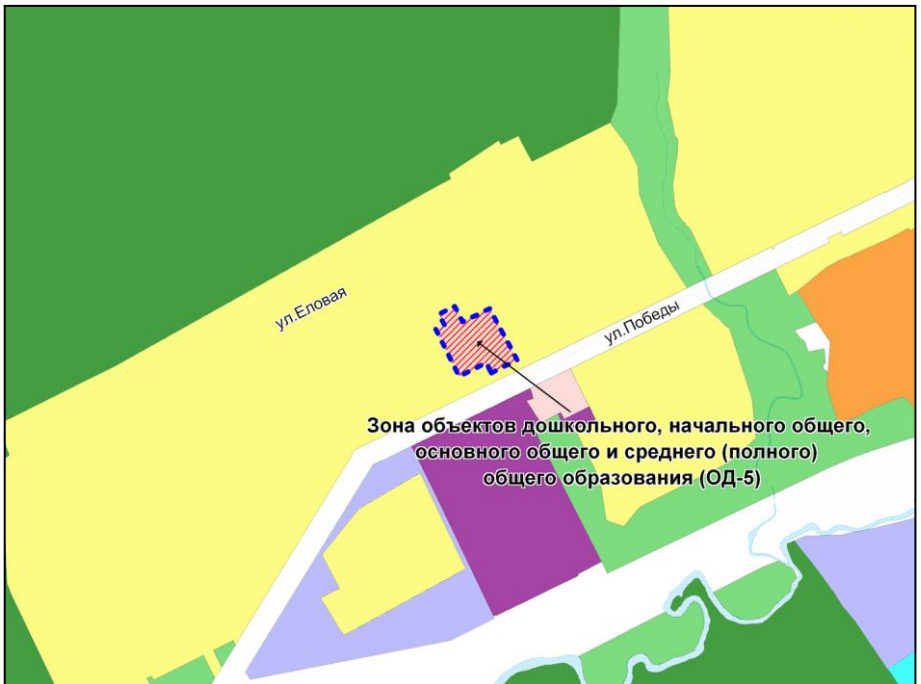 ул.Еловая
ул.Победы
Зона объектов дошкольного, начального общего,
основного общего и среднего (полного)
общего образования (ОД-5)